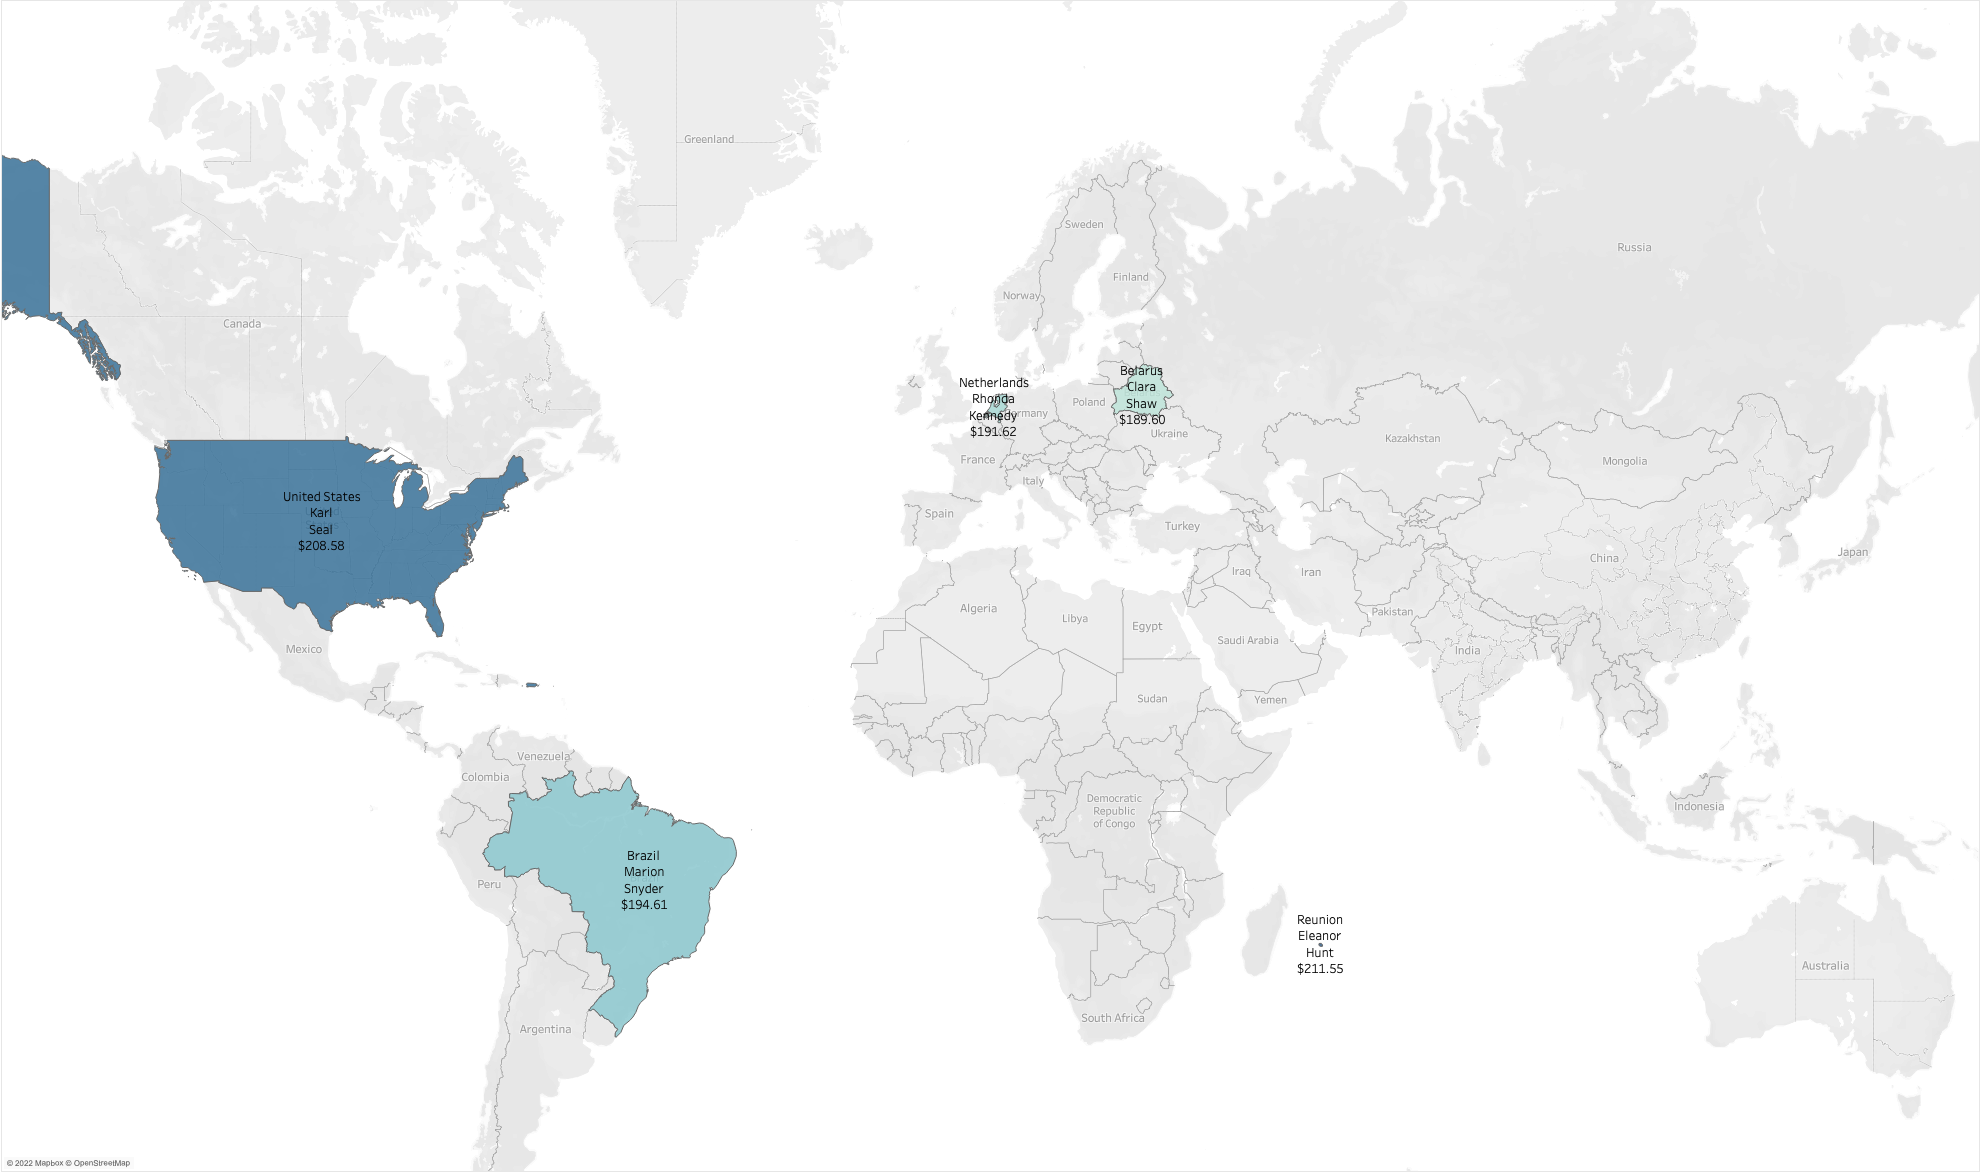 Greenland
Russia
Sweden
Finland
Norway
Canada
Netherlands
Rhonda
Kennedy
$191.62
Germany
Poland
Belarus
Clara
Shaw
$189.60
Ukraine
Kazakhstan
Mongolia
France
Italy
United States
Karl
Seal
$208.58
Spain
Turkey
China
Japan
Iraq
Iran
Algeria
Libya
Egypt
Pakistan
Saudi Arabia
India
Mexico
Sudan
Yemen
Venezuela
Colombia
Democratic
Republic
of Congo
Indonesia
Brazil
Marion
Snyder
$194.61
Peru
Reunion
Eleanor
Hunt
$211.55
Australia
South Africa
Argentina
© 2022 Mapbox © OpenStreetMap